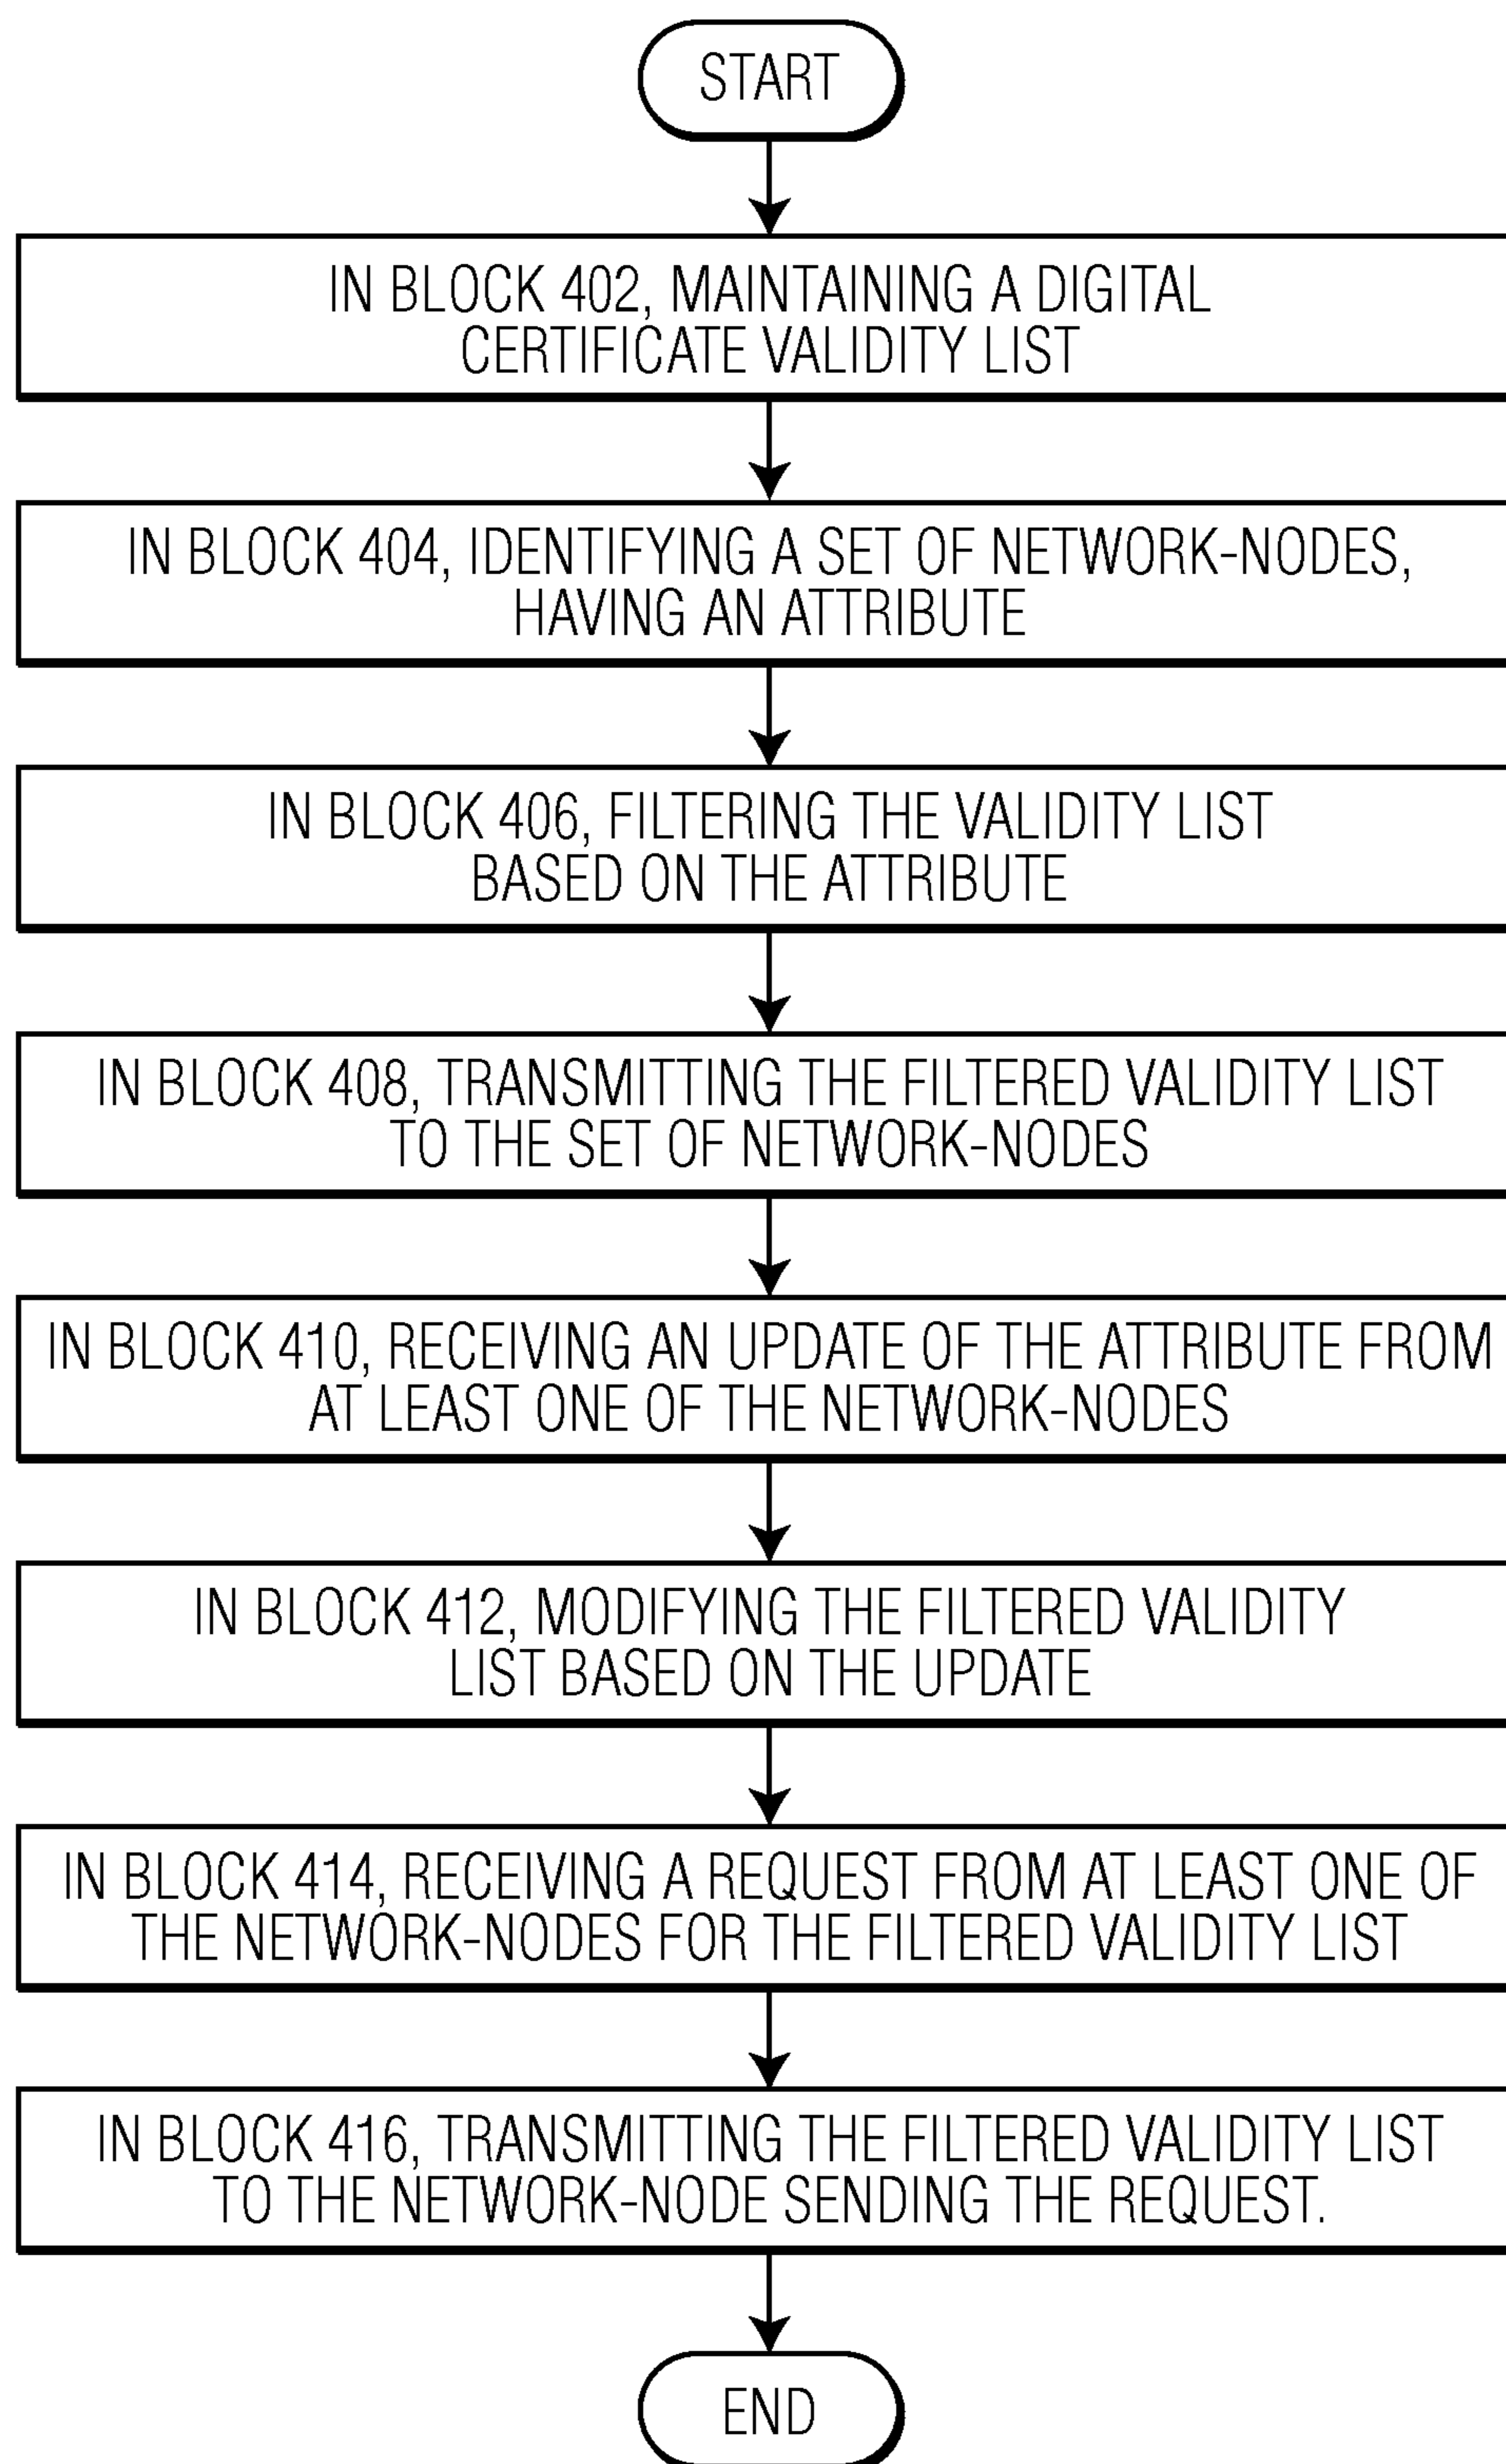 START
IN BLOCK 402, MAINTAINING A DIGITAL
CERTIFICATE VALIDITY LIST
IN BLOCK 404, IDENTIFYING A SET OF NETWORK-NODES,
HAVING AN ATTRIBUTE
IN BLOCK 406, FILTERING THE VALIDITY LIST
BASED ON THE ATTRIBUTE
IN BLOCK 408, TRANSMITTING THE FILTERED VALIDITY LIST
TO THE SET OF NETWORK-NODES
IN BLOCK 410, RECEIVING AN UPDATE OF THE ATTRIBUTE FROM
AT LEAST ONE OF THE NETWORK-NODES
IN BLOCK 412, MODIFYING THE FILTERED VALIDITY
LIST BASED ON THE UPDATE
IN BLOCK 414, RECEIVING A REQUEST FROM AT LEAST ONE OF
THE NETWORK-NODES FOR THE FILTERED VALIDITY LIST
IN BLOCK 416, TRANSMITTING THE FILTERED VALIDITY LIST
TO THE NETWORK-NODE SENDING THE REQUEST.
END